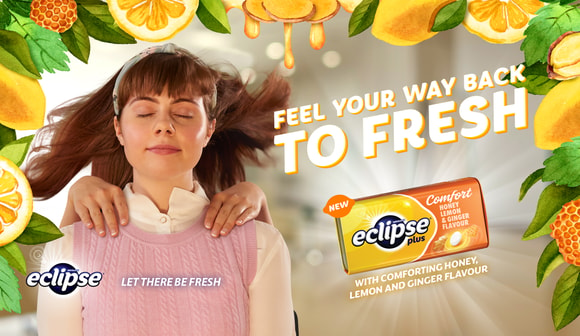 FEEL YOUR WAY BACK
TO FRESH
NEW
Comfort
HONEY
LEMON
& GINGER
FLAVOUR
eclipse
plus
WITH COMFORTING HONEY,
LEMON AND GINGER FLAVOUR
eclipse
LET THERE BE FRESH